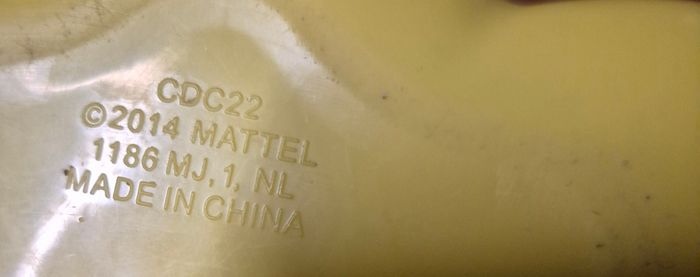 CDC22
©2014 MATTEL
1186 MJ, 1, NL
MADE IN CHINA